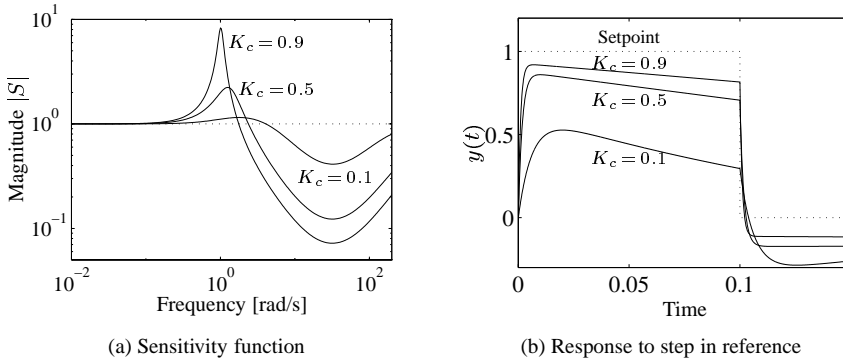 Magnitude |S|
10^1
10^0
10^{-1}
K_c = 0.9
K_c = 0.5
K_c = 0.1
10^{-2}
10^0
10^2
Frequency [rad/s]
(a) Sensitivity function
y(t)
1
0.5
0
Setpoint
K_c = 0.9
K_c = 0.5
K_c = 0.1
0
0.05
0.1
Time
(b) Response to step in reference